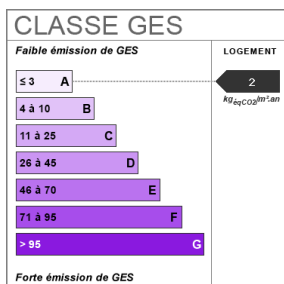 CLASSE GES
Faible émission de GES
LOGEMENT
≤ 3 A
2
kgéqCO2/m².an
4 à 10 B
11 à 25 C
26 à 45 D
46 à 70 E
71 à 95 F
> 95 G
Forte émission de GES